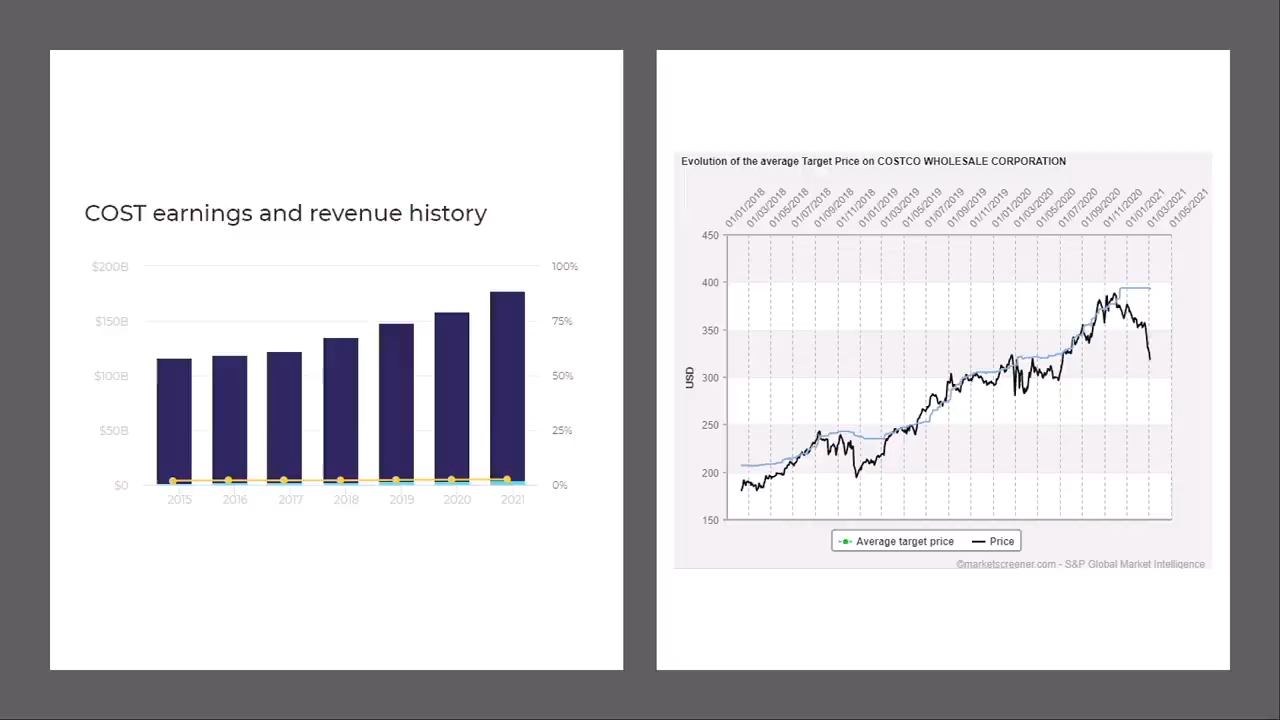 COST earnings and revenue history
$200B
100%
$150B
75%
$100B
50%
$50B
25%
$0
0%
2015 2016 2017 2018 2019 2020 2021
Evolution of the average Target Price on COSTCO WHOLESALE CORPORATION
01/01/2018 01/03/2018 01/05/2018 01/07/2018 01/09/2018 01/11/2018 01/01/2019 01/03/2019 01/05/2019 01/07/2019 01/09/2019 01/11/2019 01/01/2020 01/03/2020 01/05/2020 01/07/2020 01/09/2020 01/11/2020 01/01/2021 01/03/2021 01/05/2021
450
400
350
300
250
200
150
USD
Average target price Price
©marketscreener.com - S&P Global Market Intelligence